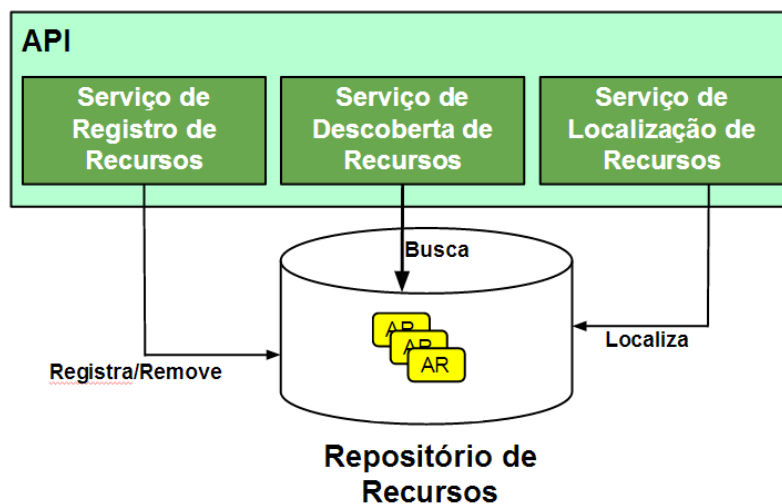 API
Serviço de
Registro de
Recursos
Serviço de
Descoberta de
Recursos
Serviço de
Localização de
Recursos
Busca
AR
AR
AR
Localiza
Registra/Remove
Repositório de
Recursos